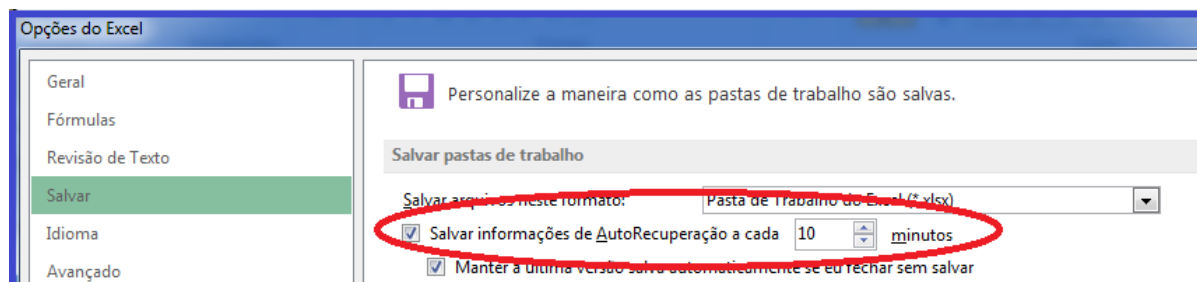 Opções do Excel
Geral
Fórmulas
Revisão de Texto
Salvar
Idioma
Avançado
Personalize a maneira como as pastas de trabalho são salvas.
Salvar pastas de trabalho
Salvar arquivos neste formato: Pasta de Trabalho do Excel (*.xlsx)
Salvar informações de AutoRecuperação a cada 10 minutos
Manter a última versão salva automaticamente se eu fechar sem salvar